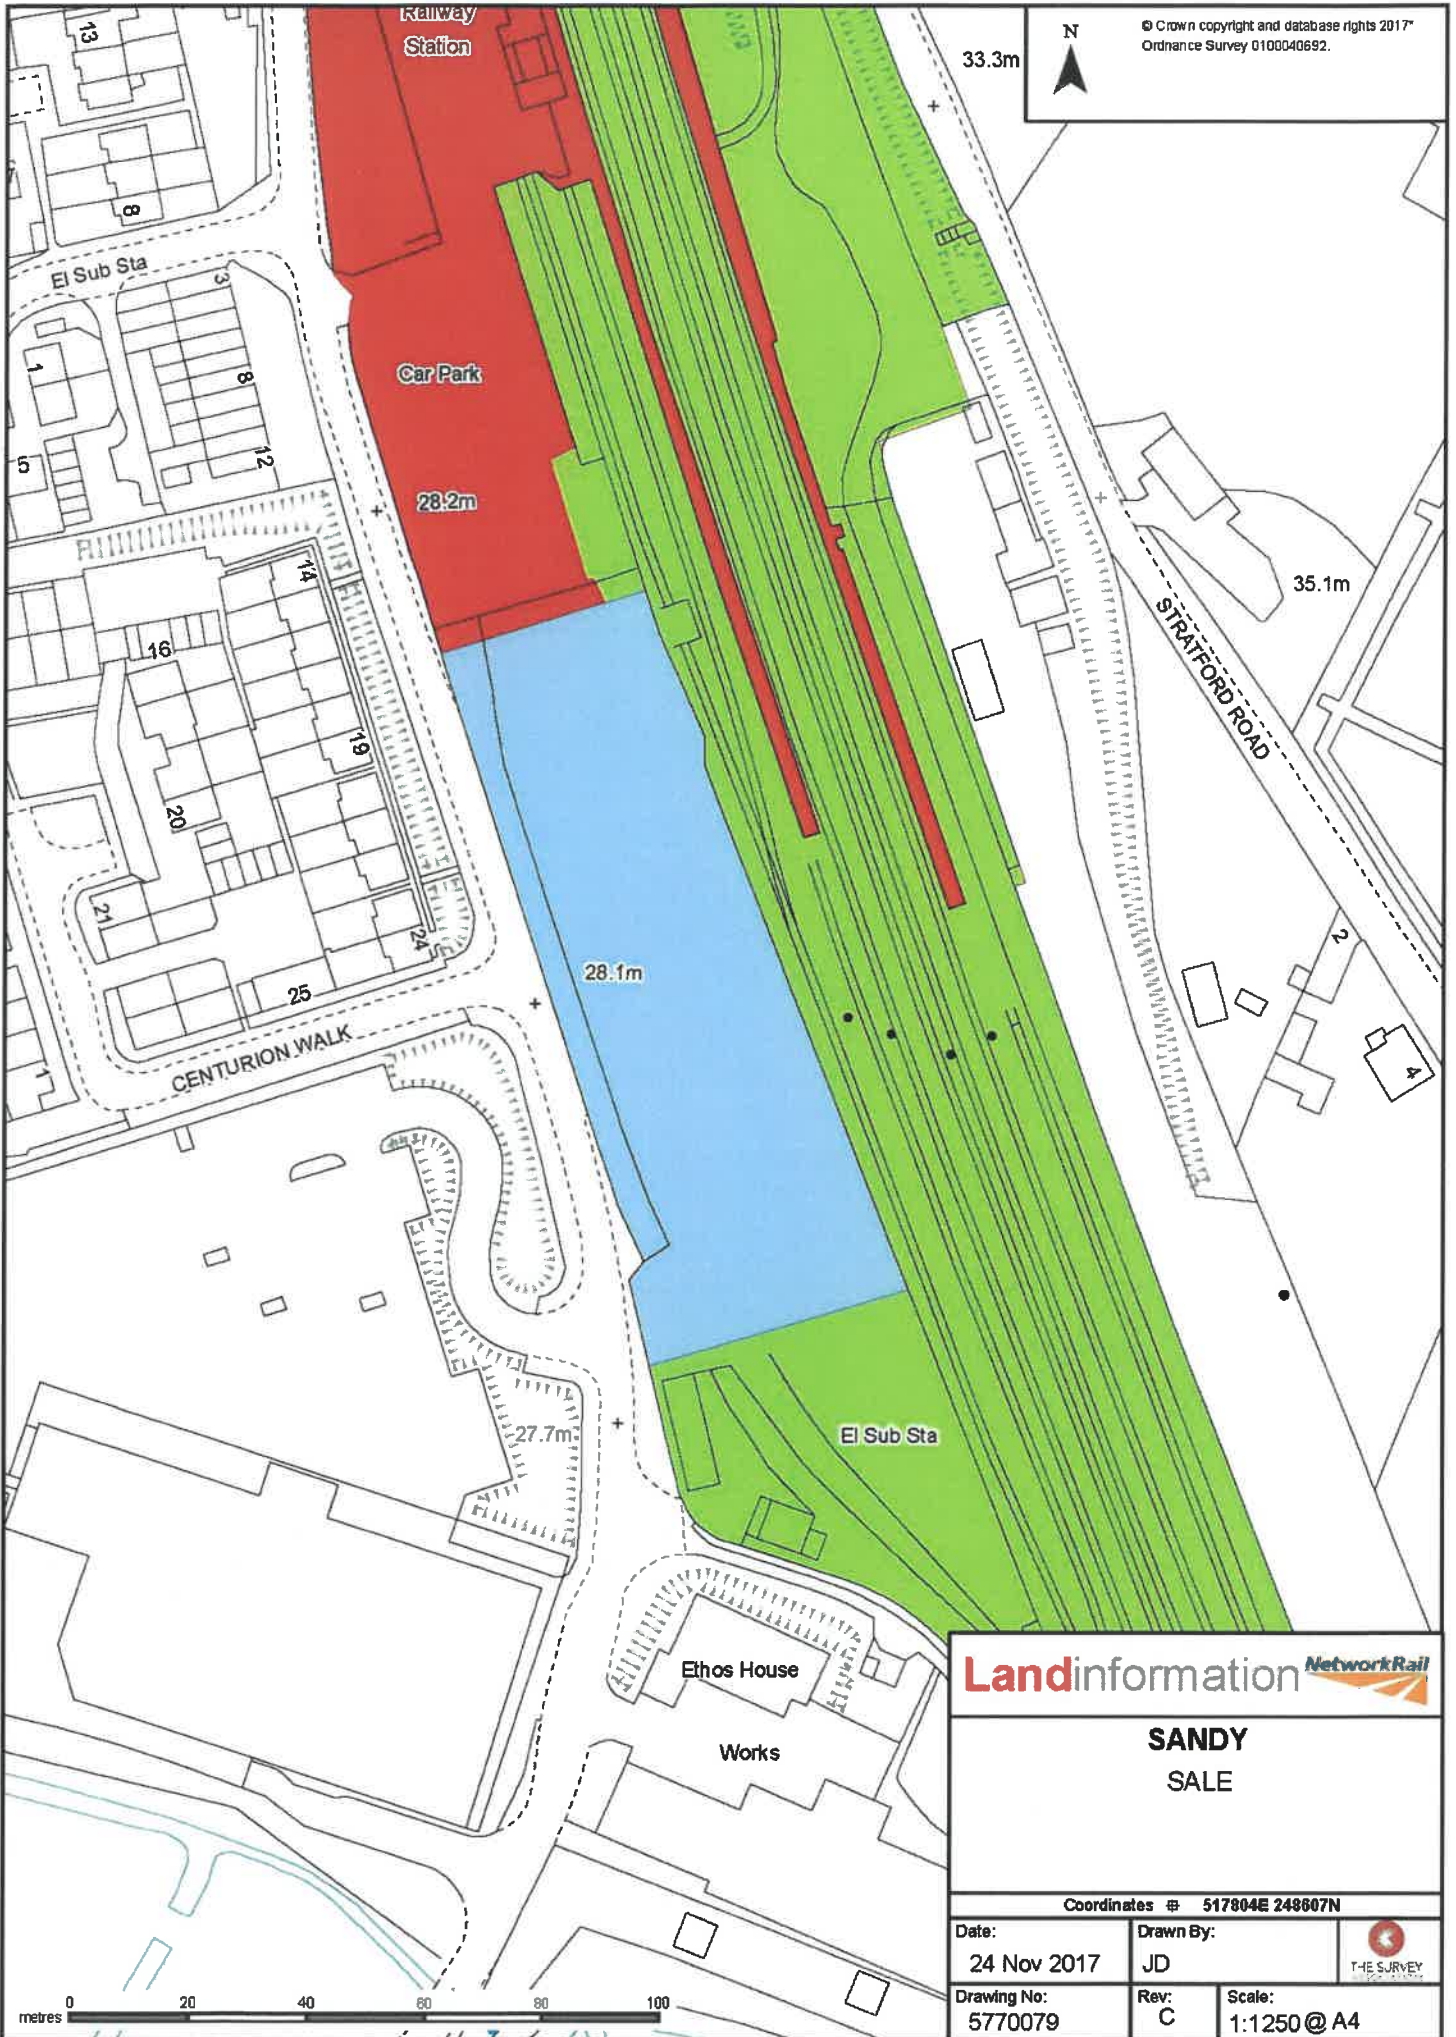 Railway
Station
33.3m
N
© Crown copyright and database rights 2017"
Ordnance Survey 0100040692.
13
8
El Sub Sta
3
1
8
12
5
Car Park
28.2m
14
16
19
20
21
24
25
1
CENTURION WALK
28.1m
STRATFORD ROAD
35.1m
2
4
27.7m
El Sub Sta
Ethos House
Works
Landinformation NetworkRail
SANDY
SALE
Coordinates 517804E 248607N
Date:
24 Nov 2017
Drawn By:
JD
THE SURVEY
Drawing No:
5770079
Rev:
C
Scale:
1:1250 @ A4
metres 0 20 40 60 80 100